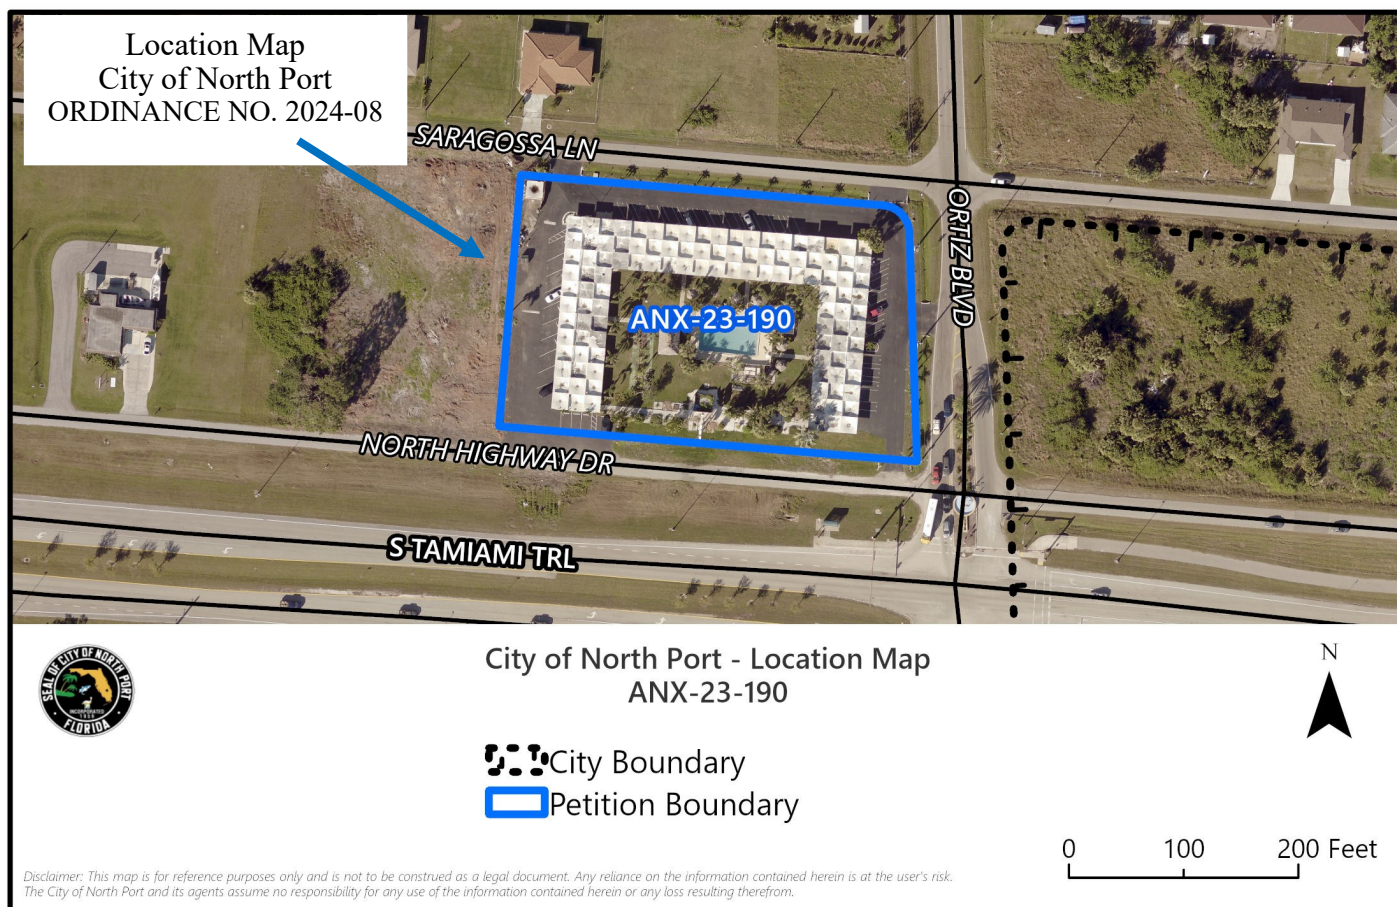 Location Map
City of North Port
ORDINANCE NO. 2024-08
SARAGOSSA LN
ORTIZ BLVD
ANX-23-190
NORTH HIGHWAY DR
S TAMIAMI TRL
SEAL OF CITY OF NORTH PORT
INCORPORATED
FLORIDA
City of North Port - Location Map
ANX-23-190
N
City Boundary
Petition Boundary
0 100 200 Feet
Disclaimer: This map is for reference purposes only and is not to be construed as a legal document. Any reliance on the information contained herein is at the user's risk.
The City of North Port and its agents assume no responsibility for any use of the information contained herein or any loss resulting therefrom.